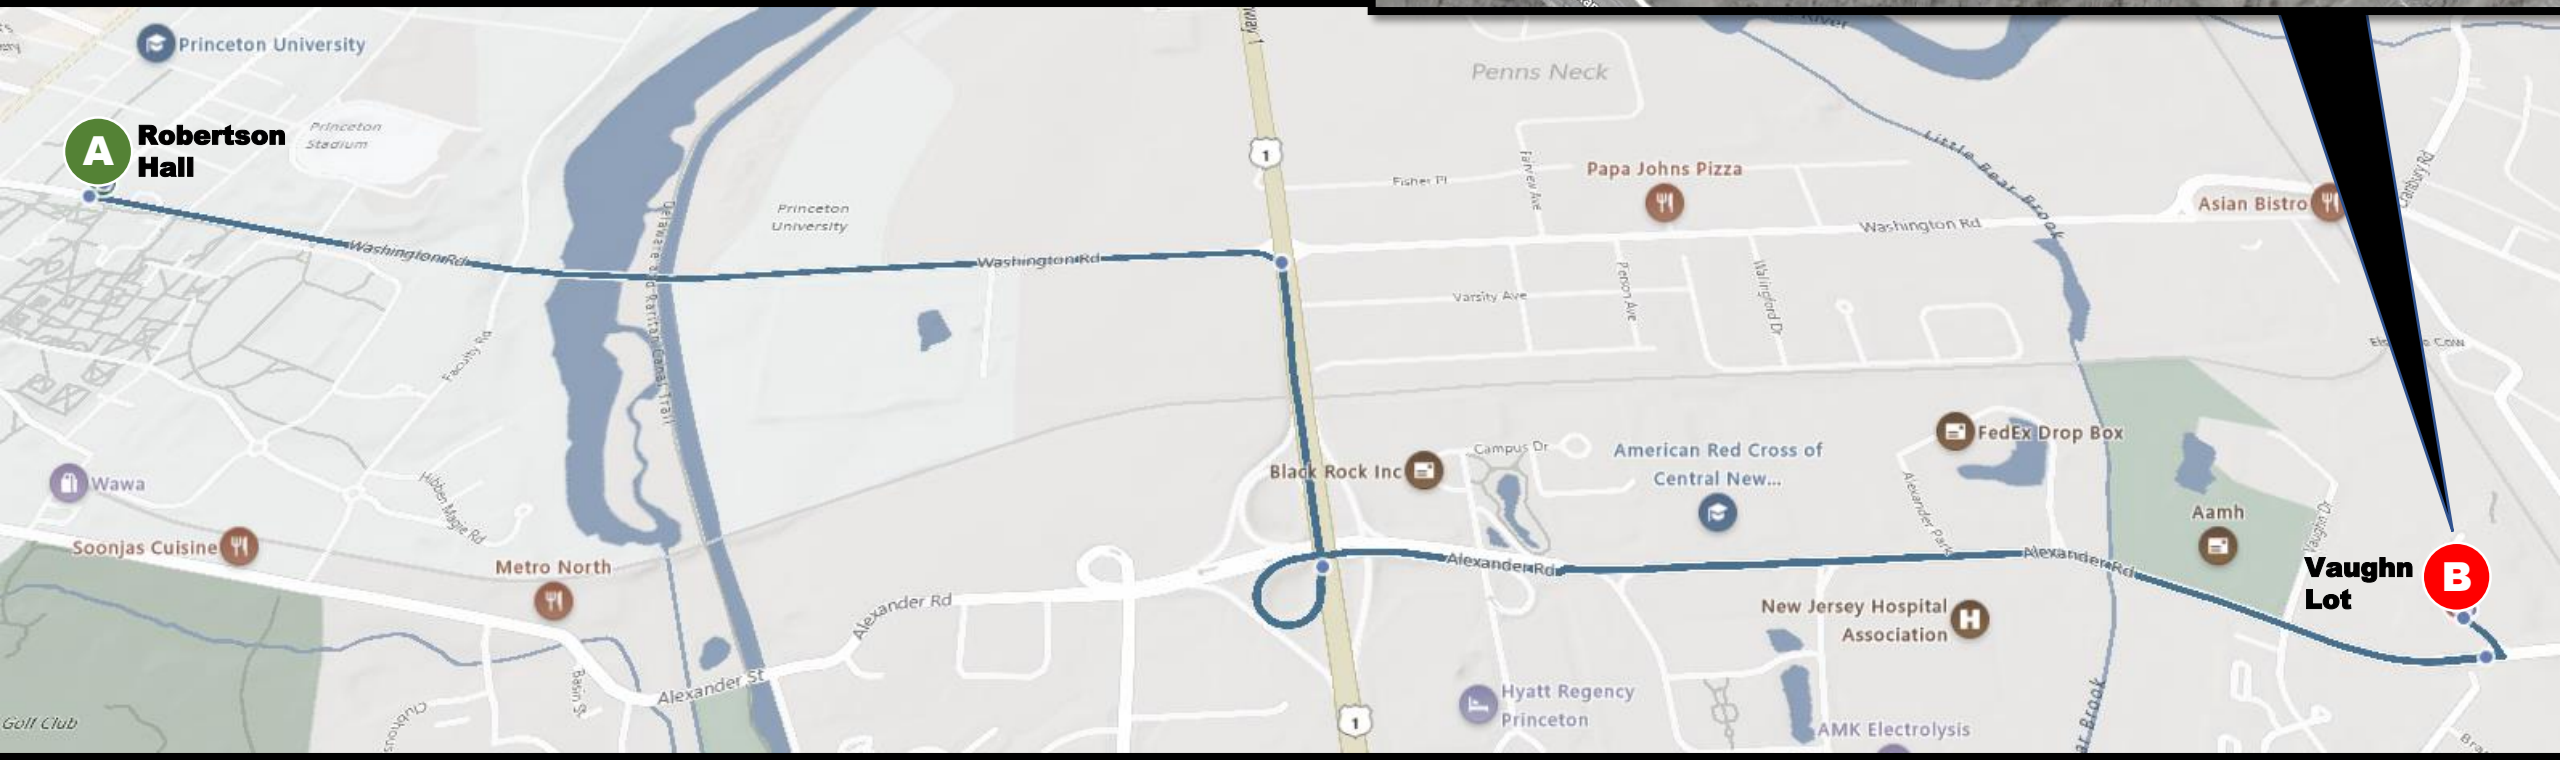 Princeton University
A
Robertson
Hall
Princeton
Stadium
Washington Rd
Delaware and Raritan Canal Trail
Princeton
University
Washington Rd
1
Penns Neck
River
Fisher Pl
Fairview Ave
Papa Johns Pizza
Little Bear Brook
Washington Rd
Asian Bistro
Cranbury Rd
Varsity Ave
Person Ave
Wallingford Dr
Faculty Rd
Wawa
Hibben Magie Rd
Soonjas Cuisine
Metro North
Black Rock Inc
Campus Dr
American Red Cross of
Central New...
FedEx Drop Box
Alexander Park
Aamh
Vaughn Dr
Vaughn
Lot
B
Alexander Rd
Alexander Rd
Alexander Rd
New Jersey Hospital
Association
H
Alexander St
Basin St
Golf Club
Hyatt Regency
Princeton
1
AMK Electrolysis